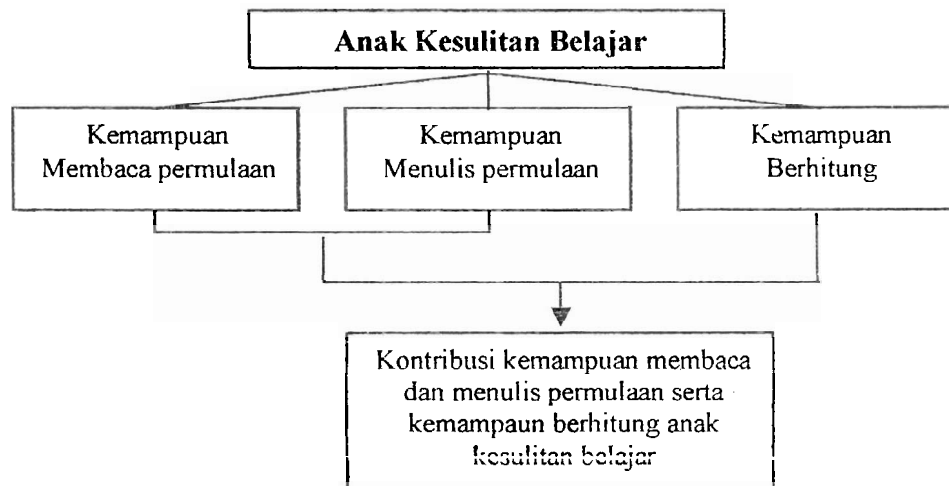 Anak Kesulitan Belajar
Kemampuan
Membaca permulaan
Kemampuan
Menulis permulaan
Kemampuan
Berhitung
Kontribusi kemampuan membaca
dan menulis permulaan serta
kemampaun berhitung anak
kesulitan belajar